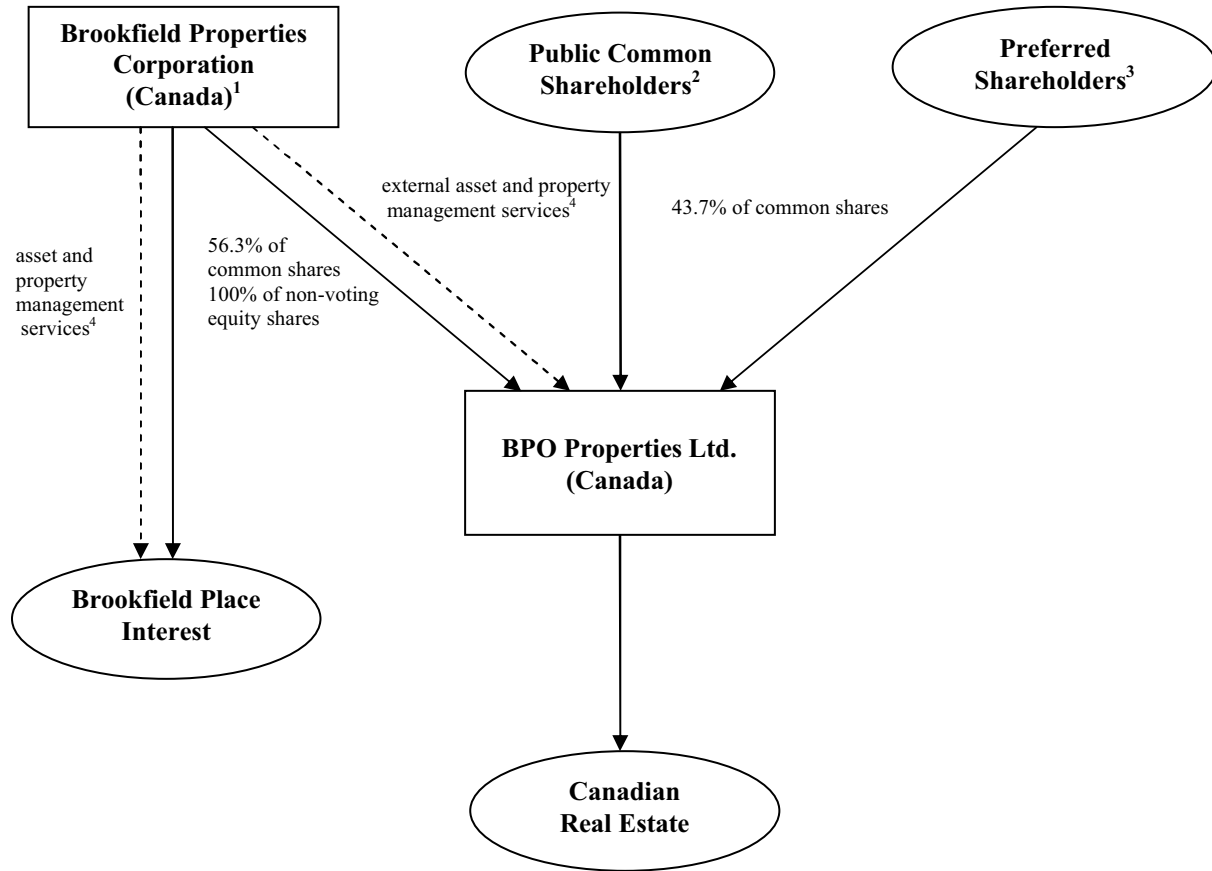 Brookfield Properties
Corporation
(Canada)1
Public Common
Shareholders2
Preferred
Shareholders3
external asset and property
management services4
43.7% of common shares
asset and
property
management
services4
56.3% of
common shares
100% of non-voting
equity shares
BPO Properties Ltd.
(Canada)
Brookfield Place
Interest
Canadian
Real Estate